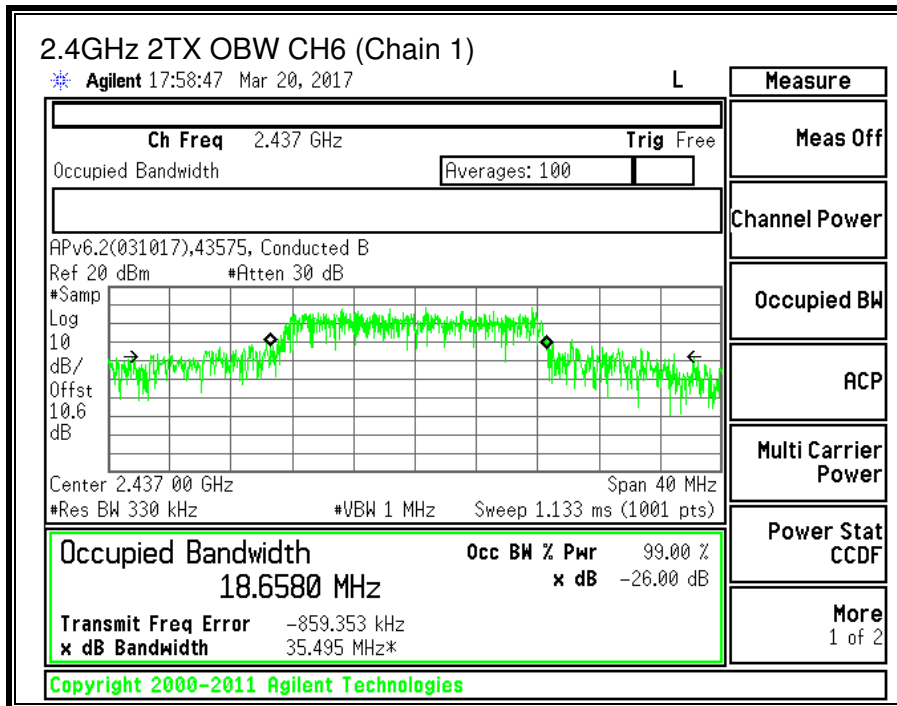 2.4GHz 2TX OBW CH6 (Chain 1)
Agilent 17:58:47 Mar 20, 2017 L
Measure
Ch Freq 2.437 GHz Trig Free
Meas Off
Occupied Bandwidth Averages: 100
Channel Power
APv6.2(031017),43575, Conducted B
Ref 20 dBm #Atten 30 dB
#Samp
Log
10
dB/
Offst
10.6
dB
Occupied BW
ACP
Multi Carrier
Power
Center 2.437 00 GHz Span 40 MHz
#Res BW 330 kHz #VBW 1 MHz Sweep 1.133 ms (1001 pts)
Power Stat
CCDF
Occupied Bandwidth Occ BW % Pwr 99.00 %
18.6580 MHz x dB -26.00 dB
Transmit Freq Error -859.353 kHz
x dB Bandwidth 35.495 MHz*
More
1 of 2
Copyright 2000-2011 Agilent Technologies